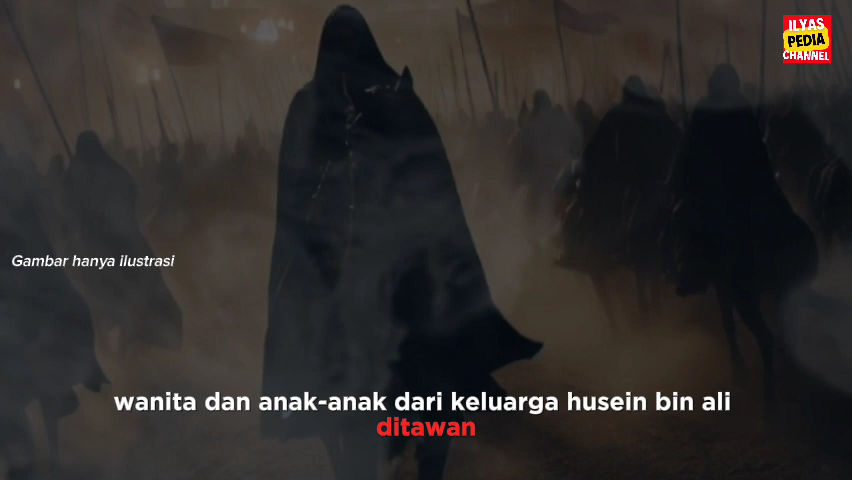 ILYAS
PEDIA
CHANNEL
Gambar hanya ilustrasi
wanita dan anak-anak dari keluarga husein bin ali
ditawan